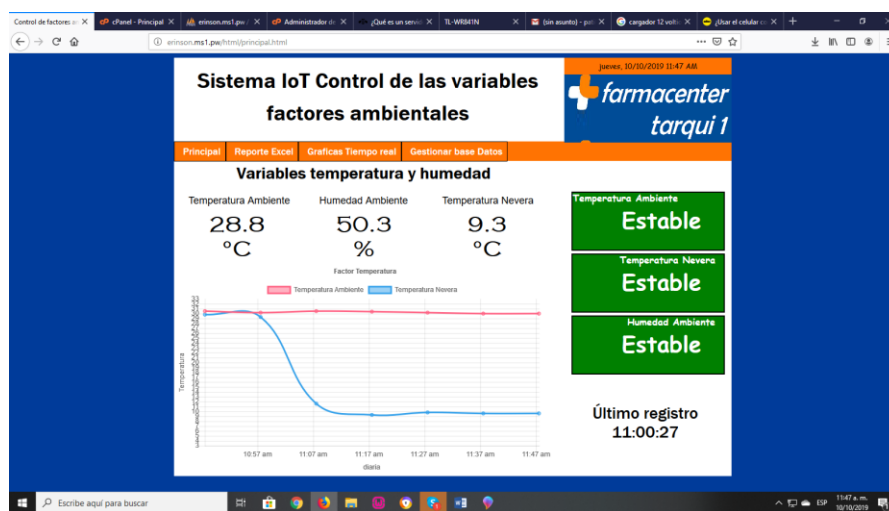 Control de factores a
cPanel - Principal
erinson.ms1.pw /
Administrador de
¿Qué es un servic
TL-WR841N
(sin asunto) - pat
cargador 12 volti
¿Usar el celular c
erinson.ms1.pw/html/principal.html
jueves, 10/10/2019 11:47 AM
Sistema IoT Control de las variables
factores ambientales
farmacenter
tarqui 1
Principal
Reporte Excel
Graficas Tiempo real
Gestionar base Datos
Variables temperatura y humedad
Temperatura Ambiente
28.8
°C
Humedad Ambiente
50.3
%
Temperatura Nevera
9.3
°C
Temperatura Ambiente
Estable
Temperatura Nevera
Estable
Humedad Ambiente
Estable
Factor Temperatura
Temperatura Ambiente
Temperatura Nevera
Temperatura
10:57 am
11:07 am
11:17 am
11:27 am
11:37 am
11:47 am
diaria
Último registro
11:00:27
Escribe aquí para buscar
ESP
11:47 a. m.
10/10/2019